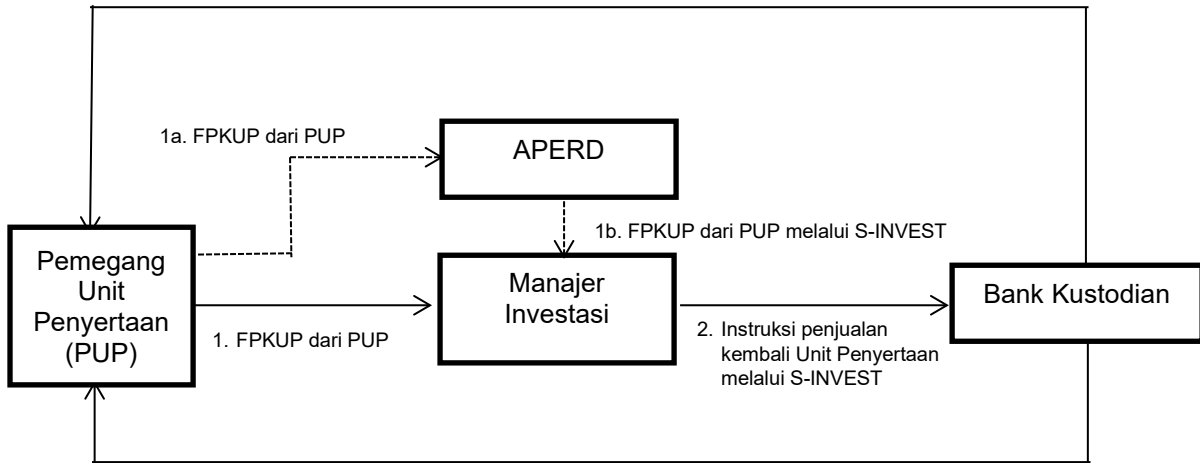 1a. FPKUP dari PUP
APERD
1b. FPKUP dari PUP melalui S-INVEST
Pemegang
Unit
Penyertaan
(PUP)
1. FPKUP dari PUP
Manajer
Investasi
2. Instruksi penjualan
kembali Unit Penyertaan
melalui S-INVEST
Bank Kustodian